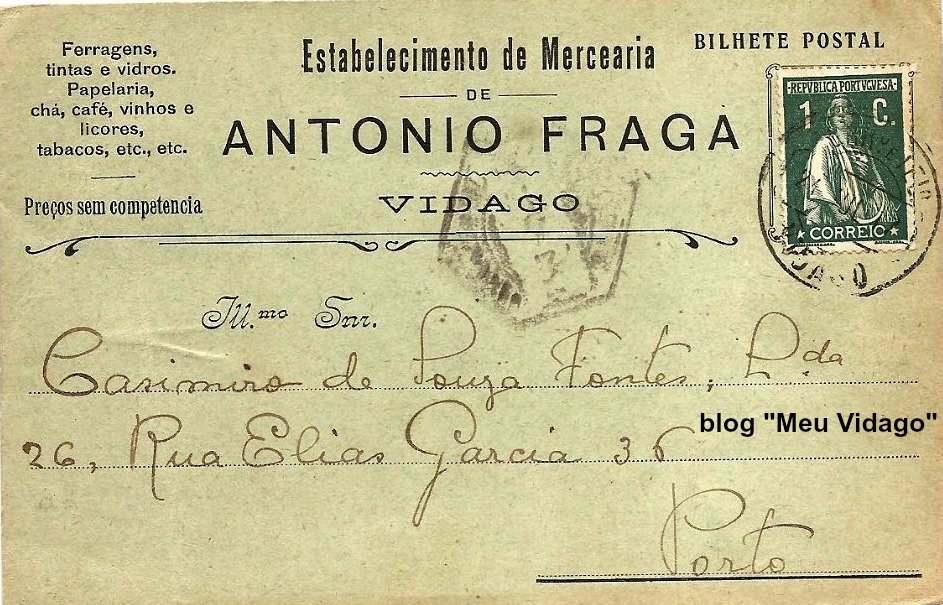 Ferragens,
tintas e vidros.
Papelaria,
chá, café, vinhos e
licores,
tabacos, etc., etc.
Preços sem competencia
Estabelecimento de Mercearia
DE
ANTONIO FRAGA
VIDAGO
BILHETE POSTAL
REPVBLICA PORTVGVESA
1 C.
CORREIO
Ill.mo Snr.
Casimiro de Souza Fontes, Lda
26, Rua Elias Garcia 36
blog "Meu Vidago"
Porto